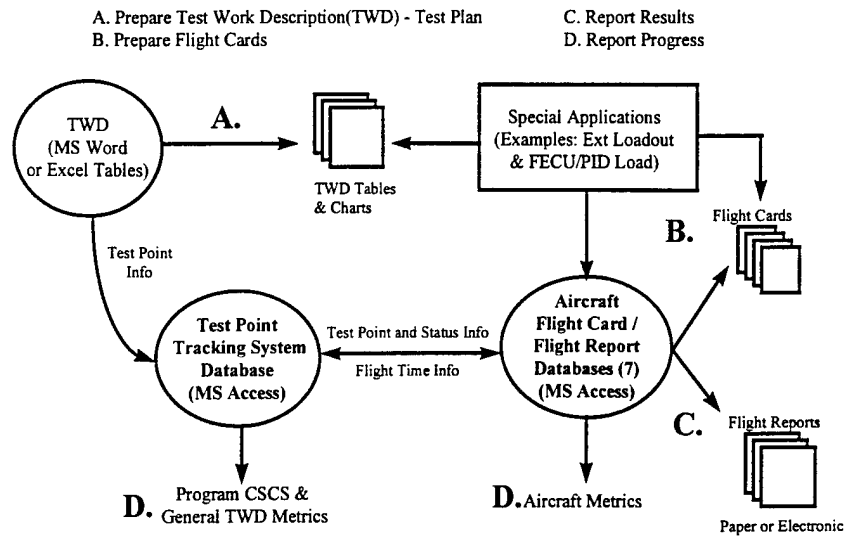 A. Prepare Test Work Description(TWD) - Test Plan
B. Prepare Flight Cards
C. Report Results
D. Report Progress
TWD
(MS Word
or Excel Tables)
A.
TWD Tables
& Charts
Special Applications
(Examples: Ext Loadout
& FECU/PID Load)
B.
Flight Cards
Test Point
Info
Test Point
Tracking System
Database
(MS Access)
Test Point and Status Info
Flight Time Info
Aircraft
Flight Card /
Flight Report
Databases (7)
(MS Access)
C.
Flight Reports
Paper or Electronic
D.
Program CSCS &
General TWD Metrics
D.
Aircraft Metrics